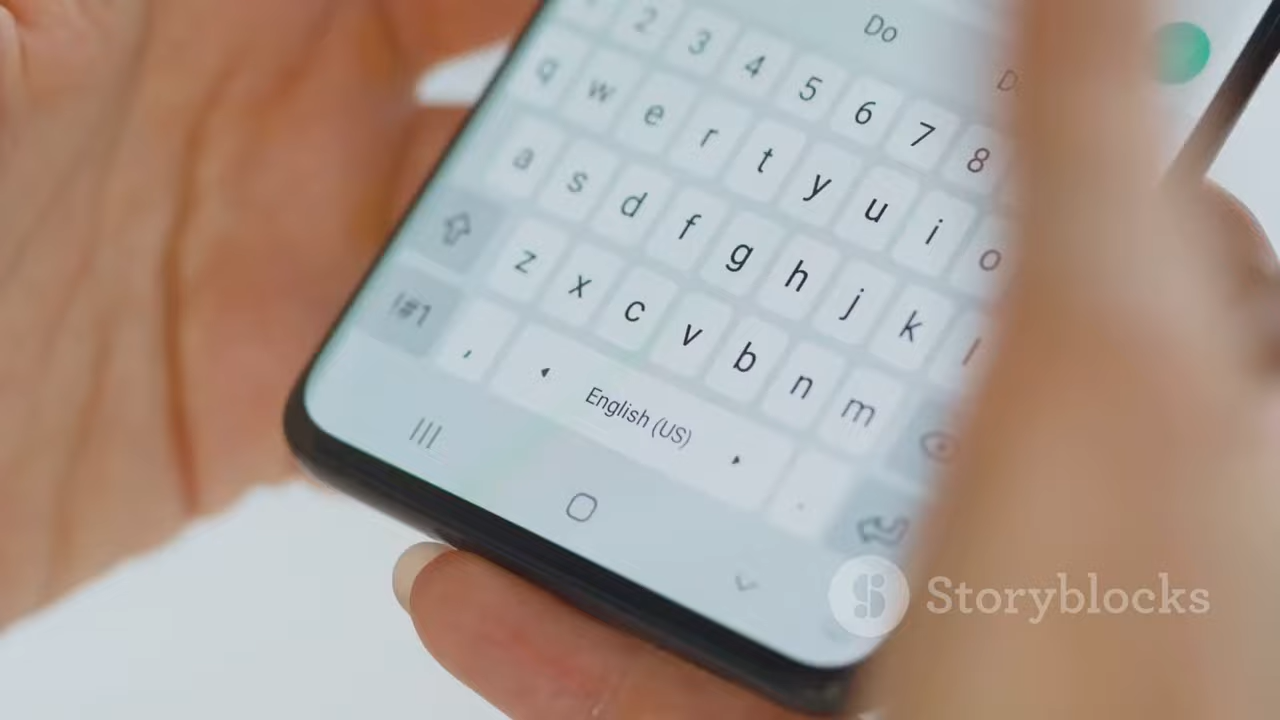 Do
D
2 3 4 5 6 7 8
q w e r t y u i o
a s d f g h j k l
z x c v b n m
!#1 , English (US) .
Storyblocks